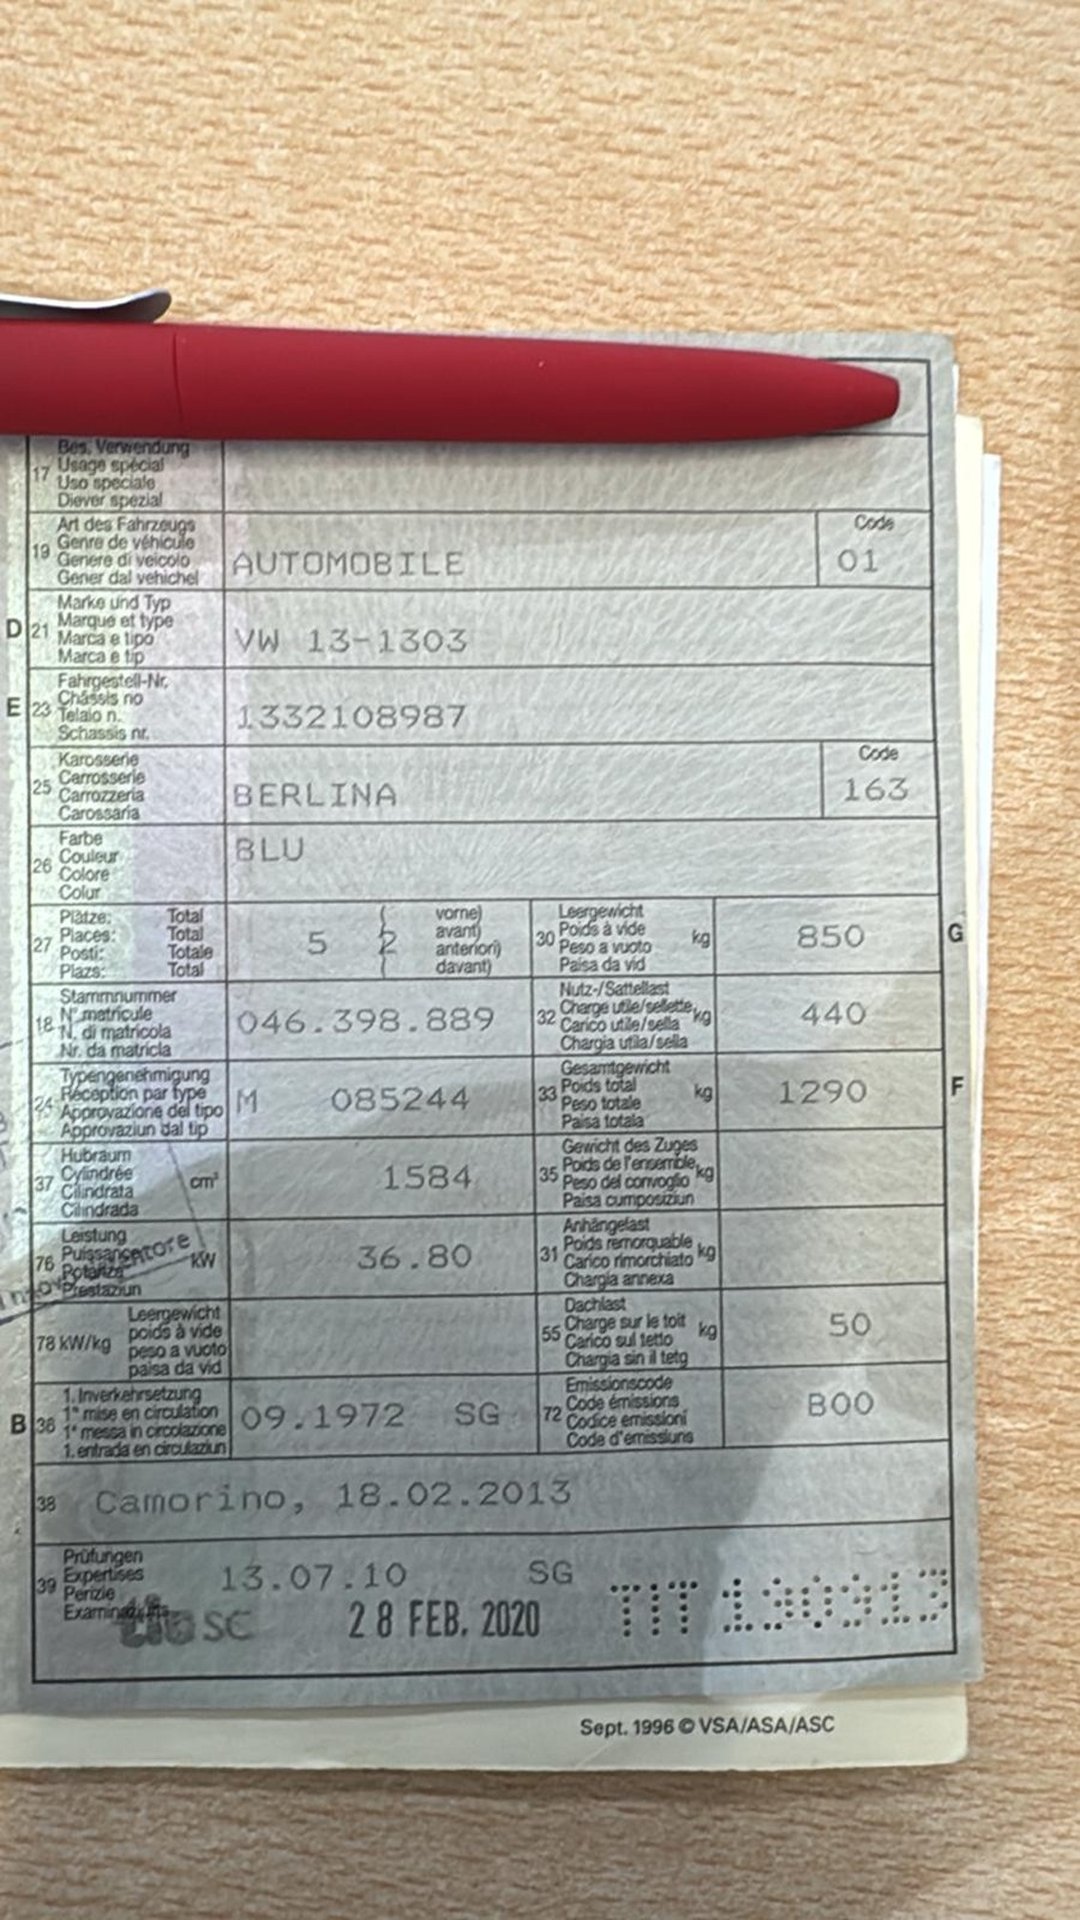 Bes. Verwendung
17 Usage spécial
Uso speciale
Diever spezial
Art des Fahrzeugs Code
19 Genre de véhicule
Genere di veicolo AUTOMOBILE 01
Gener dal vehichel
Marke und Typ
D 21 Marque et type
Marca e tipo VW 13-1303
Marca e tip
Fahrgestell-Nr.
E 23 Châssis no
Telaio n. 1332108987
Schassis nr.
Karosserie Code
25 Carrosserie
Carrozzeria BERLINA 163
Carossaria
Farbe
26 Couleur BLU
Colore
Colur
Plätze: Total ( vorne)
27 Places: Total 5 2 avant)
Posti: Totale anteriori)
Plazs: Total ( davant)
Leergewicht
30 Poids à vide kg 850 G
Peso a vuoto
Paisa da vid
Stammnummer
18 N° matricule 046.398.889
N. di matricola
Nr. da matricla
Nutz-/Sattellast
32 Charge utile/sellette kg 440
Carico utile/sella
Chargia utila/sella
Typengenehmigung
24 Réception par type M 085244
Approvazione del tipo
Approvaziun dal tip
Gesamtgewicht
33 Poids total kg 1290 F
Peso totale
Paisa totala
Hubraum
37 Cylindrée cm³ 1584
Cilindrata
Cilindrada
Gewicht des Zuges
35 Poids de l'ensemble kg
Peso del convoglio
Paisa cumposiziun
Leistung
76 Puissance kW 36.80
Potenza
Prestaziun
Anhängelast
31 Poids remorquable kg
Carico rimorchiato
Chargia annexa
Leergewicht
78 kW/kg poids à vide
peso a vuoto
paisa da vid
Dachlast
55 Charge sur le toit kg 50
Carico sul tetto
Chargia sin il tetg
1. Inverkehrsetzung
B 36 1re mise en circulation 09.1972 SG
1a messa in circolazione
1. entrada en circulaziun
Emissionscode
72 Code émissions B00
Codice emissioni
Code d'emissiuns
38 Camorino, 18.02.2013
Prüfungen
39 Expertises 13.07.10 SG
Perizie
SC 28 FEB. 2020 TIT 130913
Sept. 1996 © VSA/ASA/ASC